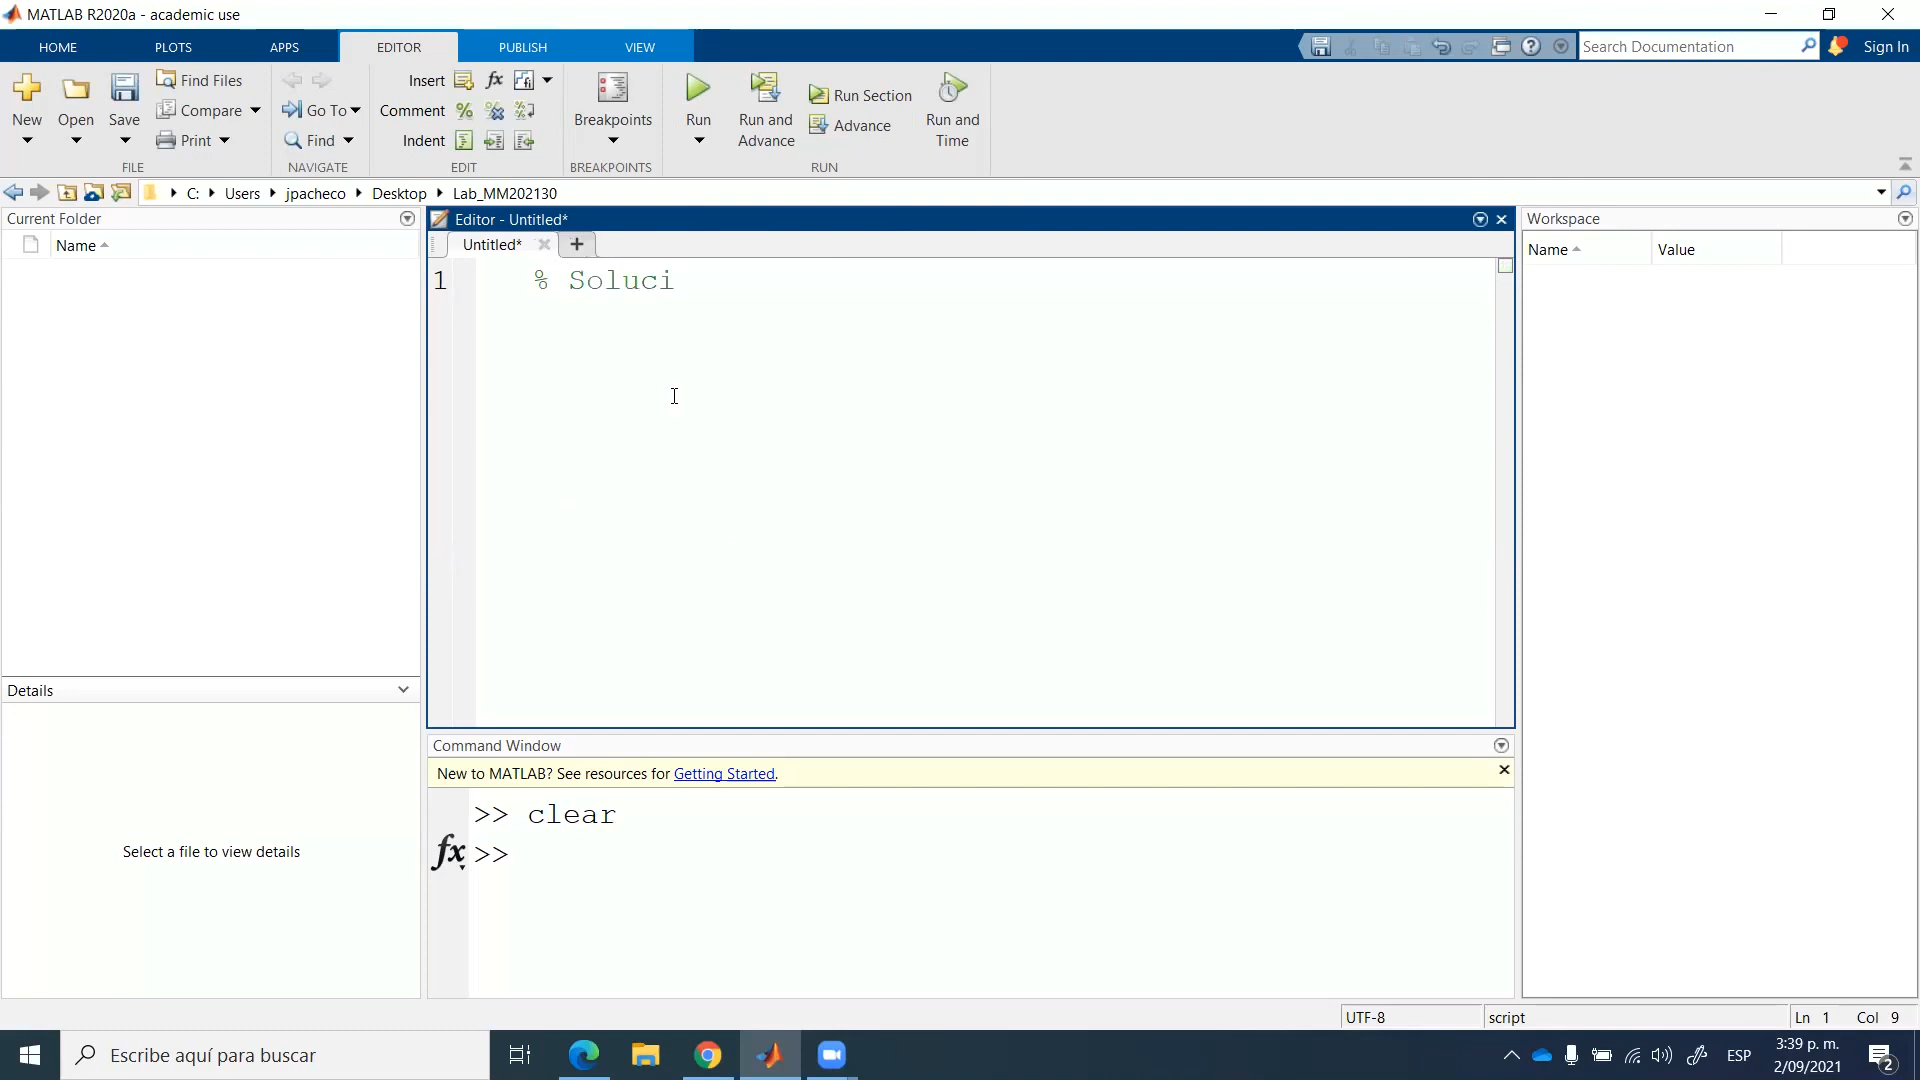 MATLAB R2020a - academic use
HOME PLOTS APPS EDITOR PUBLISH VIEW
Search Documentation
Sign In
New
Open
Save
Find Files
Compare
Print
FILE
Go To
Find
NAVIGATE
Insert
Comment
Indent
EDIT
fx
Breakpoints
BREAKPOINTS
Run
Run and Advance
Run Section
Advance
Run and Time
RUN
C: Users jpacheco Desktop Lab_MM202130
Current Folder
Name
Editor - Untitled*
Untitled*
1 % Soluci
Workspace
Name Value
Details
Select a file to view details
Command Window
New to MATLAB? See resources for Getting Started.
>> clear
fx >>
UTF-8 script Ln 1 Col 9
Escribe aquí para buscar
ESP
3:39 p. m.
2/09/2021
2